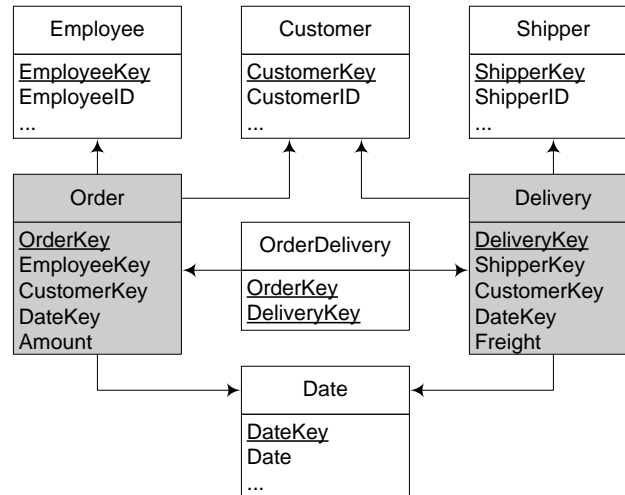 Employee
EmployeeKey
EmployeeID
...
Customer
CustomerKey
CustomerID
...
Shipper
ShipperKey
ShipperID
...
Order
OrderKey
EmployeeKey
CustomerKey
DateKey
Amount
OrderDelivery
OrderKey
DeliveryKey
Delivery
DeliveryKey
ShipperKey
CustomerKey
DateKey
Freight
Date
DateKey
Date
...